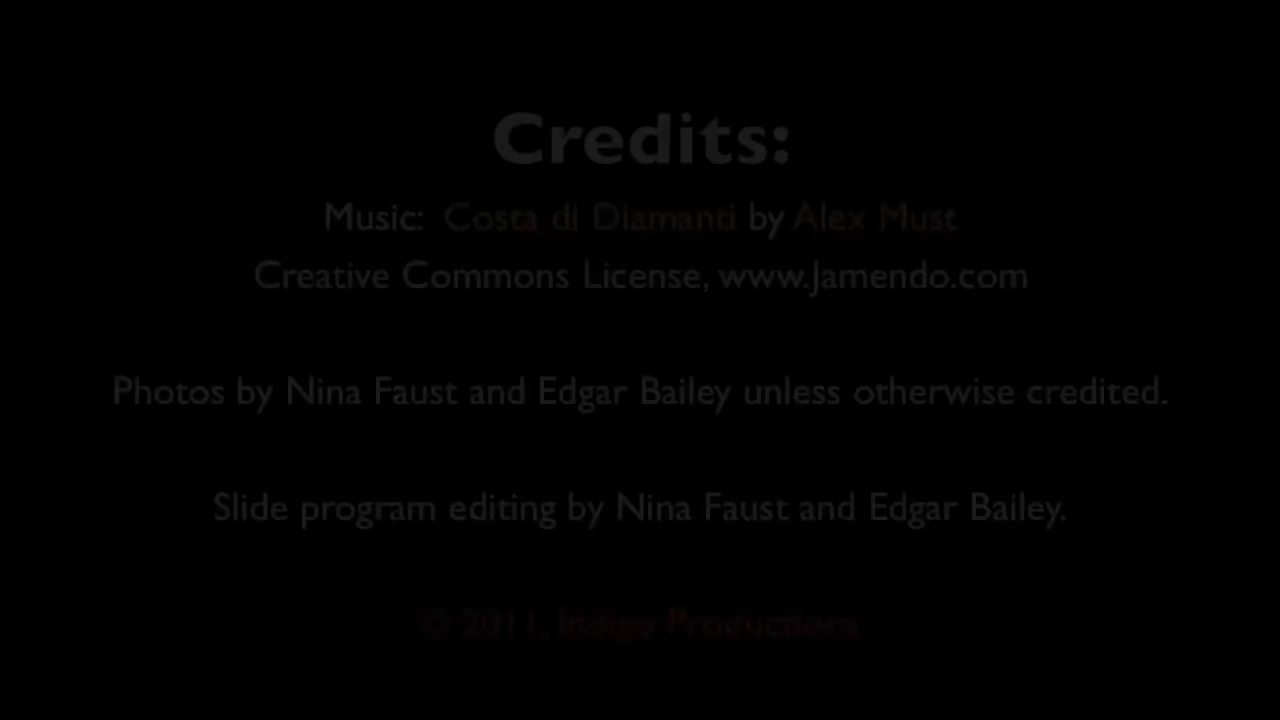 Credits:
Music: Costa di Diamanti by Alex Must
Creative Commons License, www.Jamendo.com
Photos by Nina Faust and Edgar Bailey unless otherwise credited.
Slide program editing by Nina Faust and Edgar Bailey.
© 2011, Indigo Productions